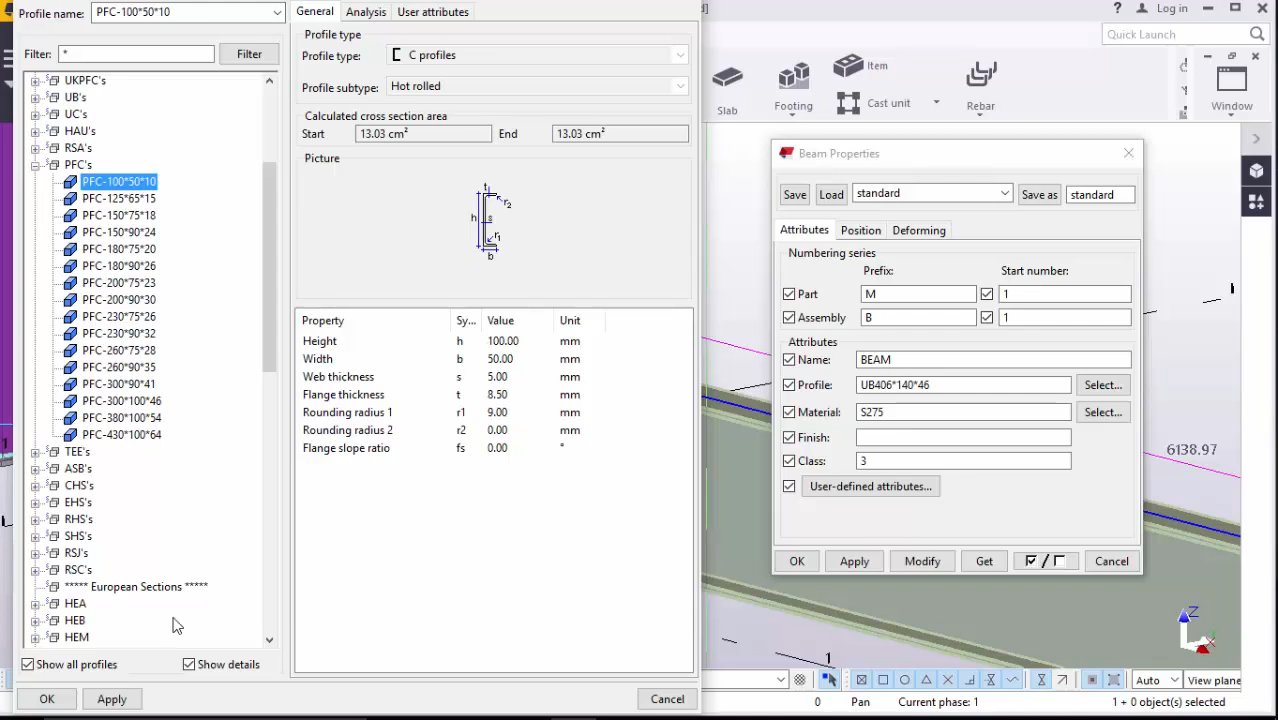 Profile name: PFC-100*50*10
Filter: * Filter
UKPFC's
UB's
UC's
HAU's
RSA's
PFC's
PFC-100*50*10
PFC-125*65*15
PFC-150*75*18
PFC-150*90*24
PFC-180*75*20
PFC-180*90*26
PFC-200*75*23
PFC-200*90*30
PFC-230*75*26
PFC-230*90*32
PFC-260*75*28
PFC-260*90*35
PFC-300*90*41
PFC-300*100*46
PFC-380*100*54
PFC-430*100*64
TEE's
ASB's
CHS's
EHS's
RHS's
SHS's
RSJ's
RSC's
***** European Sections *****
HEA
HEB
HEM
Show all profiles Show details
OK Apply Cancel
General Analysis User attributes
Profile type
Profile type: C profiles
Profile subtype: Hot rolled
Calculated cross section area
Start 13.03 cm² End 13.03 cm²
Picture
t
r2
h s
r1
b
Property Sy... Value Unit
Height h 100.00 mm
Width b 50.00 mm
Web thickness s 5.00 mm
Flange thickness t 8.50 mm
Rounding radius 1 r1 9.00 mm
Rounding radius 2 r2 0.00 mm
Flange slope ratio fs 0.00 °
] ? Log in
Quick Launch
Slab Footing Item Cast unit Rebar Window
Beam Properties
Save Load standard Save as standard
Attributes Position Deforming
Numbering series
Prefix: Start number:
Part M 1
Assembly B 1
Attributes
Name: BEAM
Profile: UB406*140*46 Select...
Material: S275 Select...
Finish:
Class: 3
User-defined attributes...
OK Apply Modify Get / Cancel
6138.97
1
1
Z
Auto View plane
0 Pan Current phase: 1 1 + 0 object(s) selected